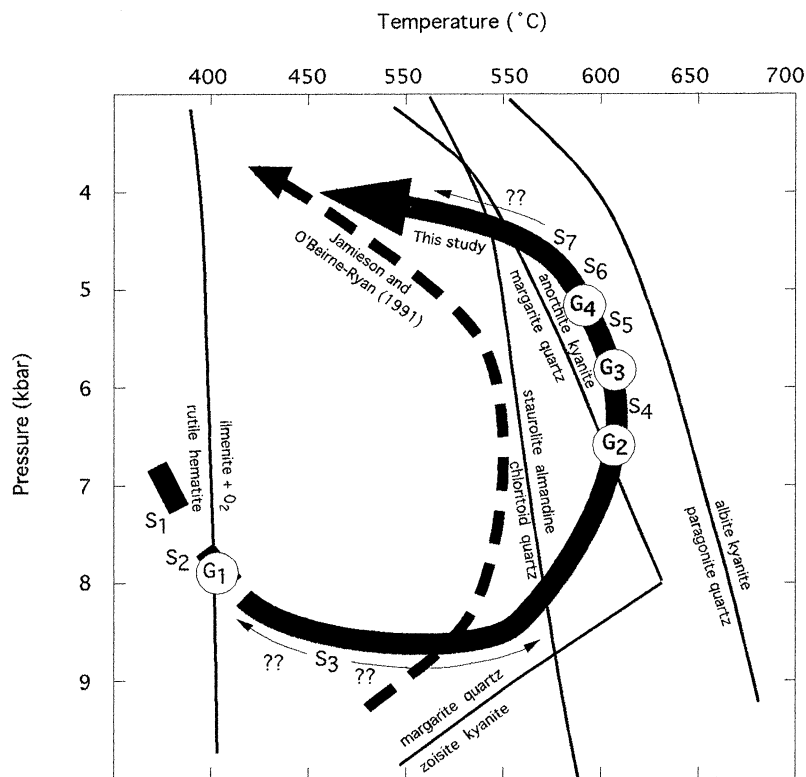 Temperature (°C)
400 450 550 550 600 650 700
4
5
6
7
8
9
Pressure (kbar)
??
S7
This study
S6
Jamieson and
O'Beirne-Ryan (1991)
G4
S5
anorthite kyanite
margarite quartz
G3
S4
G2
rutile hematite
ilmenite + O2
staurolite almandine
chloritoid quartz
S1
S2
G1
albite kyanite
paragonite quartz
??
S3
??
margarite quartz
zoisite kyanite